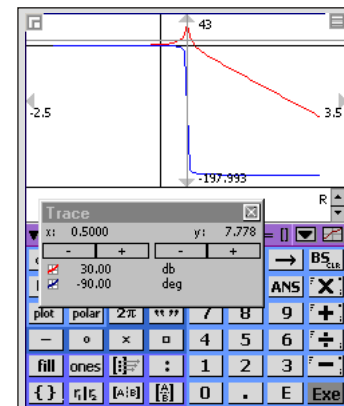 43
-2.5
3.5
-197.993
R
Trace
= []
x: 0.5000 y: 7.778
- + - +
30.00 db
-90.00 deg
→ BS CLR
ANS X
plot polar 2π "" 7 8 9 +
− o × □ 4 5 6 ÷
fill ones : 1 2 3 −
{} [A|B] [A/B] 0 . E Exe